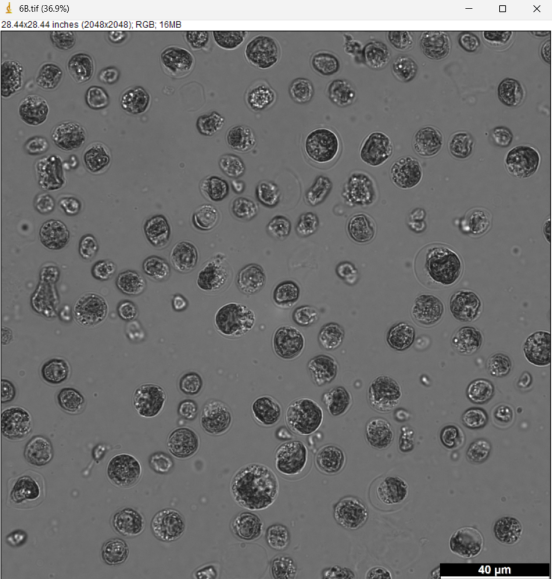 6B.tif (36.9%)
28.44x28.44 inches (2048x2048); RGB; 16MB
40 µm